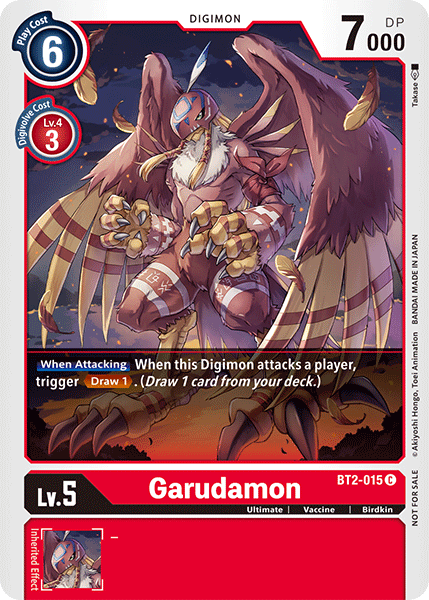 DIGIMON
Play Cost
6
7000
DP
Digivolve Cost
Lv.4
3
Takase
©Akiyoshi Hongo, Toei Animation BANDAI MADE IN JAPAN
NOT FOR SALE
When Attacking When this Digimon attacks a player,
trigger Draw 1. (Draw 1 card from your deck.)
BT2-015 C
Lv.5
Garudamon
Ultimate | Vaccine | Birdkin
Inherited Effect
–